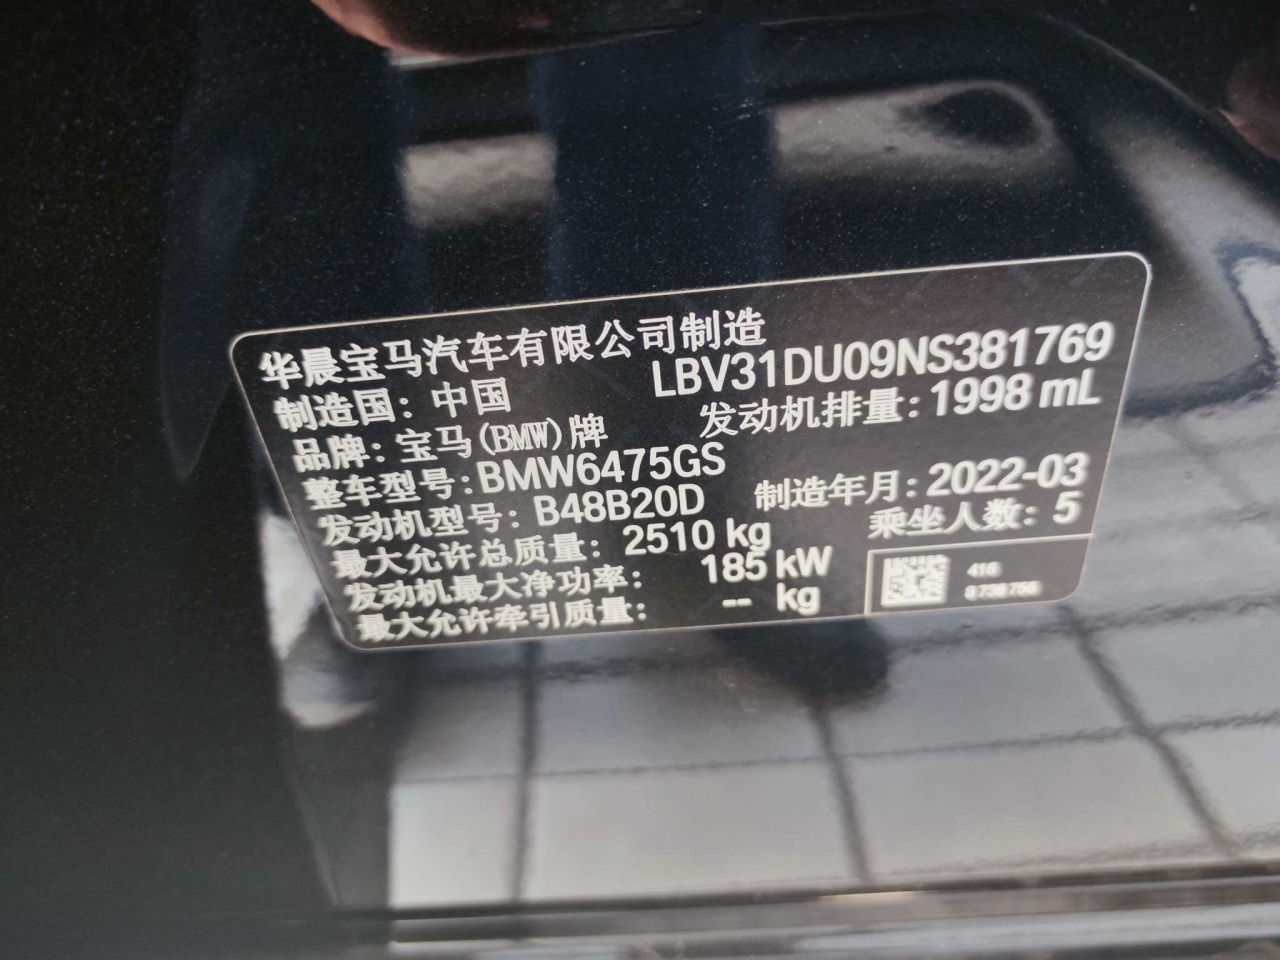 华晨宝马汽车有限公司制造
LBV31DU09NS381769
制造国：中国
品牌：宝马(BMW)牌
发动机排量：1998 mL
整车型号：BMW6475GS
发动机型号：B48B20D
制造年月：2022-03
最大允许总质量：2510 kg
乘坐人数：5
发动机最大净功率：185 kW
最大允许牵引质量：-- kg
416